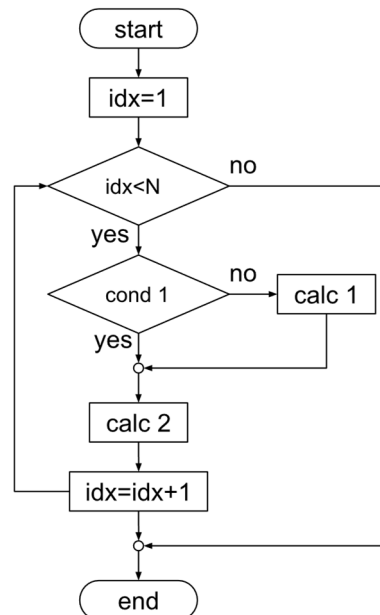 start
idx=1
idx<N
no
yes
cond 1
no
calc 1
yes
calc 2
idx=idx+1
end